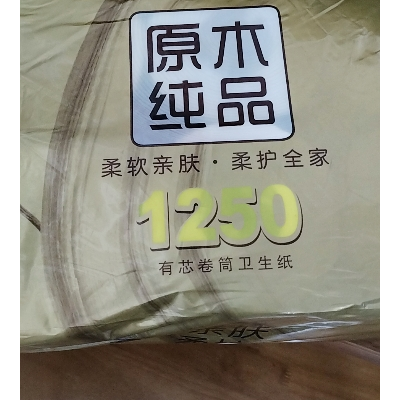 原木
纯品
柔软亲肤·柔护全家
1250
有芯卷筒卫生纸